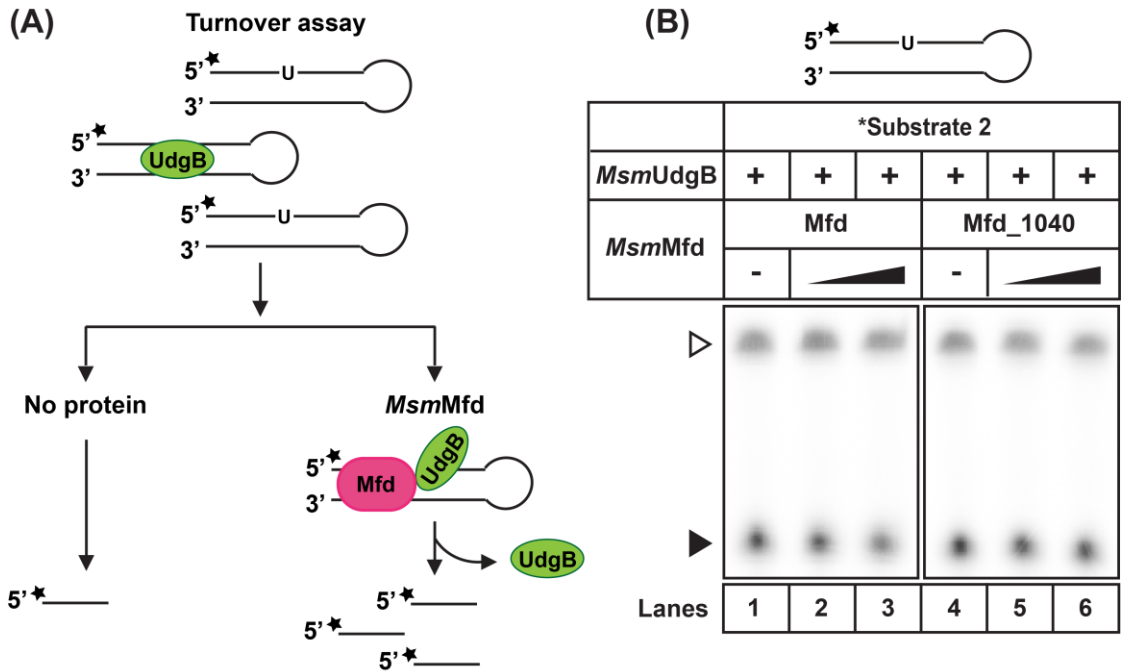 (A)
Turnover assay
5’
U
3’
5’
UdgB
3’
5’
U
3’
No protein
MsmMfd
5’
Mfd
UdgB
3’
UdgB
5’
5’
5’
5’
(B)
5’
U
3’
*Substrate 2
MsmUdgB + + + + + +
MsmMfd
Mfd Mfd_1040
- -
Lanes 1 2 3 4 5 6